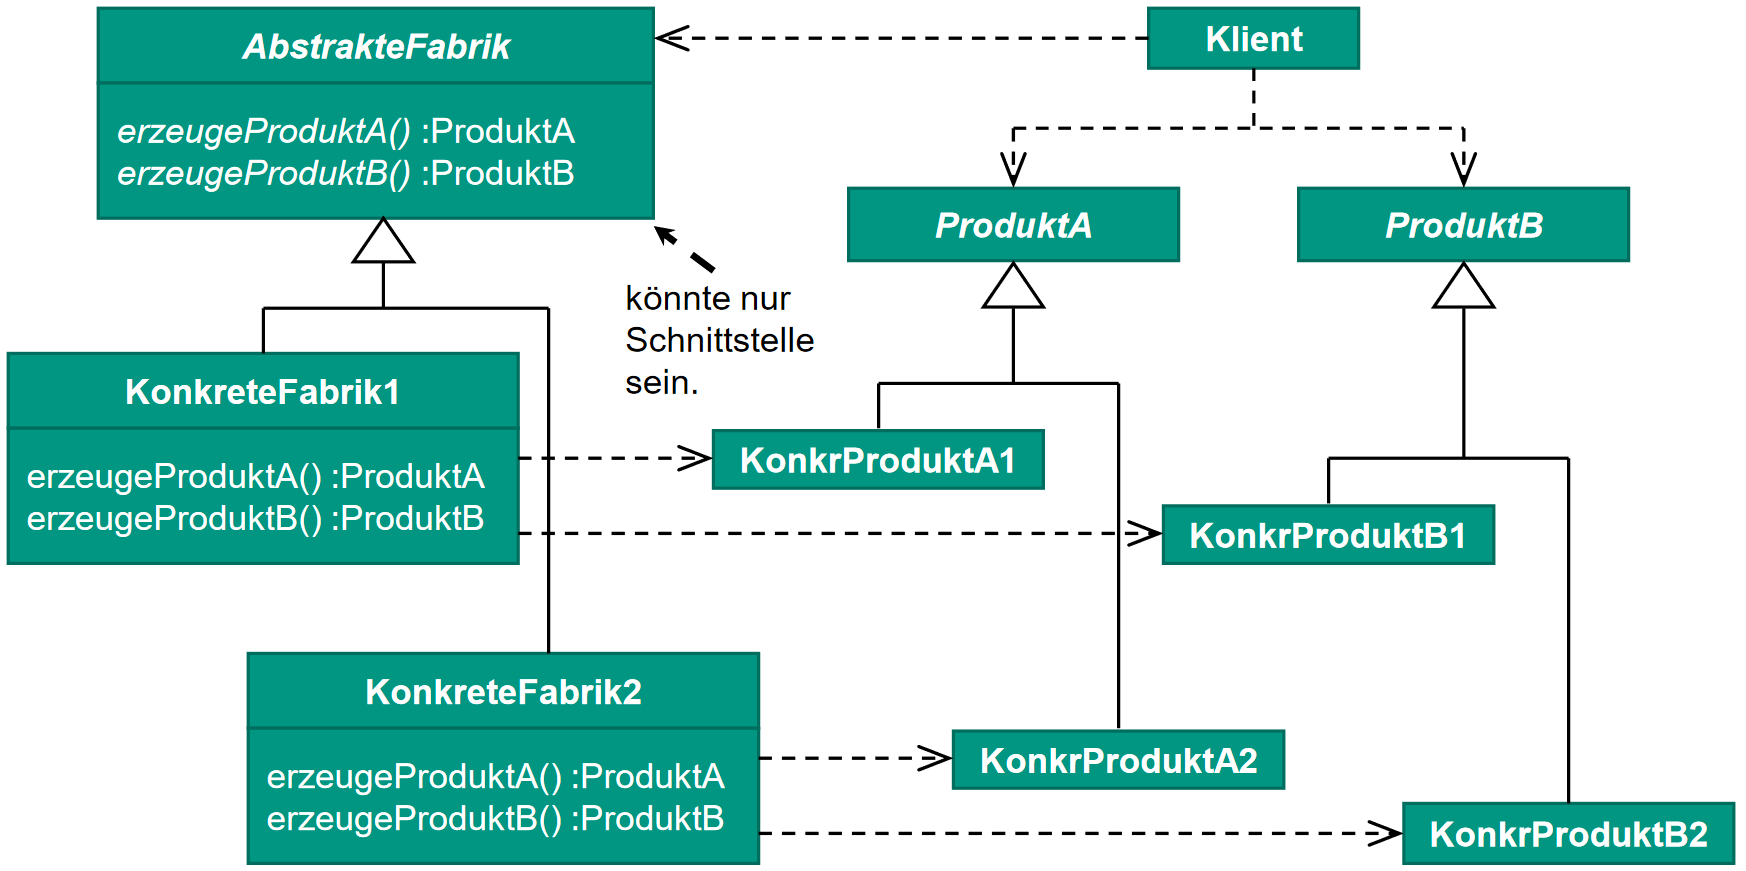 AbstrakteFabrik
erzeugeProduktA() :ProduktA
erzeugeProduktB() :ProduktB
Klient
ProduktA
ProduktB
könnte nur
Schnittstelle
sein.
KonkreteFabrik1
erzeugeProduktA() :ProduktA
erzeugeProduktB() :ProduktB
KonkrProduktA1
KonkrProduktB1
KonkreteFabrik2
erzeugeProduktA() :ProduktA
erzeugeProduktB() :ProduktB
KonkrProduktA2
KonkrProduktB2